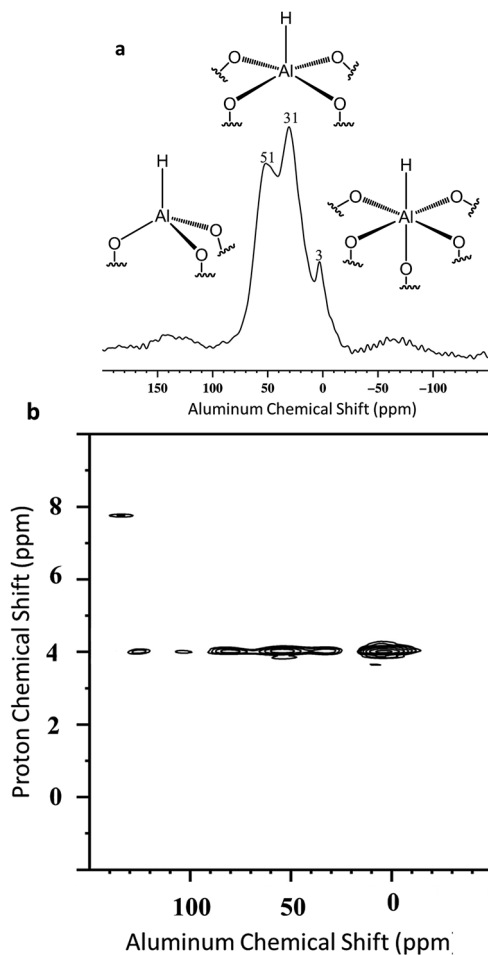 a
H
O Al O
O O
31
51
H
Al
O O
O
3
H
O O
Al
O O
O
150 100 50 0 −50 −100
Aluminum Chemical Shift (ppm)
b
Proton Chemical Shift (ppm)
8
6
4
2
0
100 50 0
Aluminum Chemical Shift (ppm)